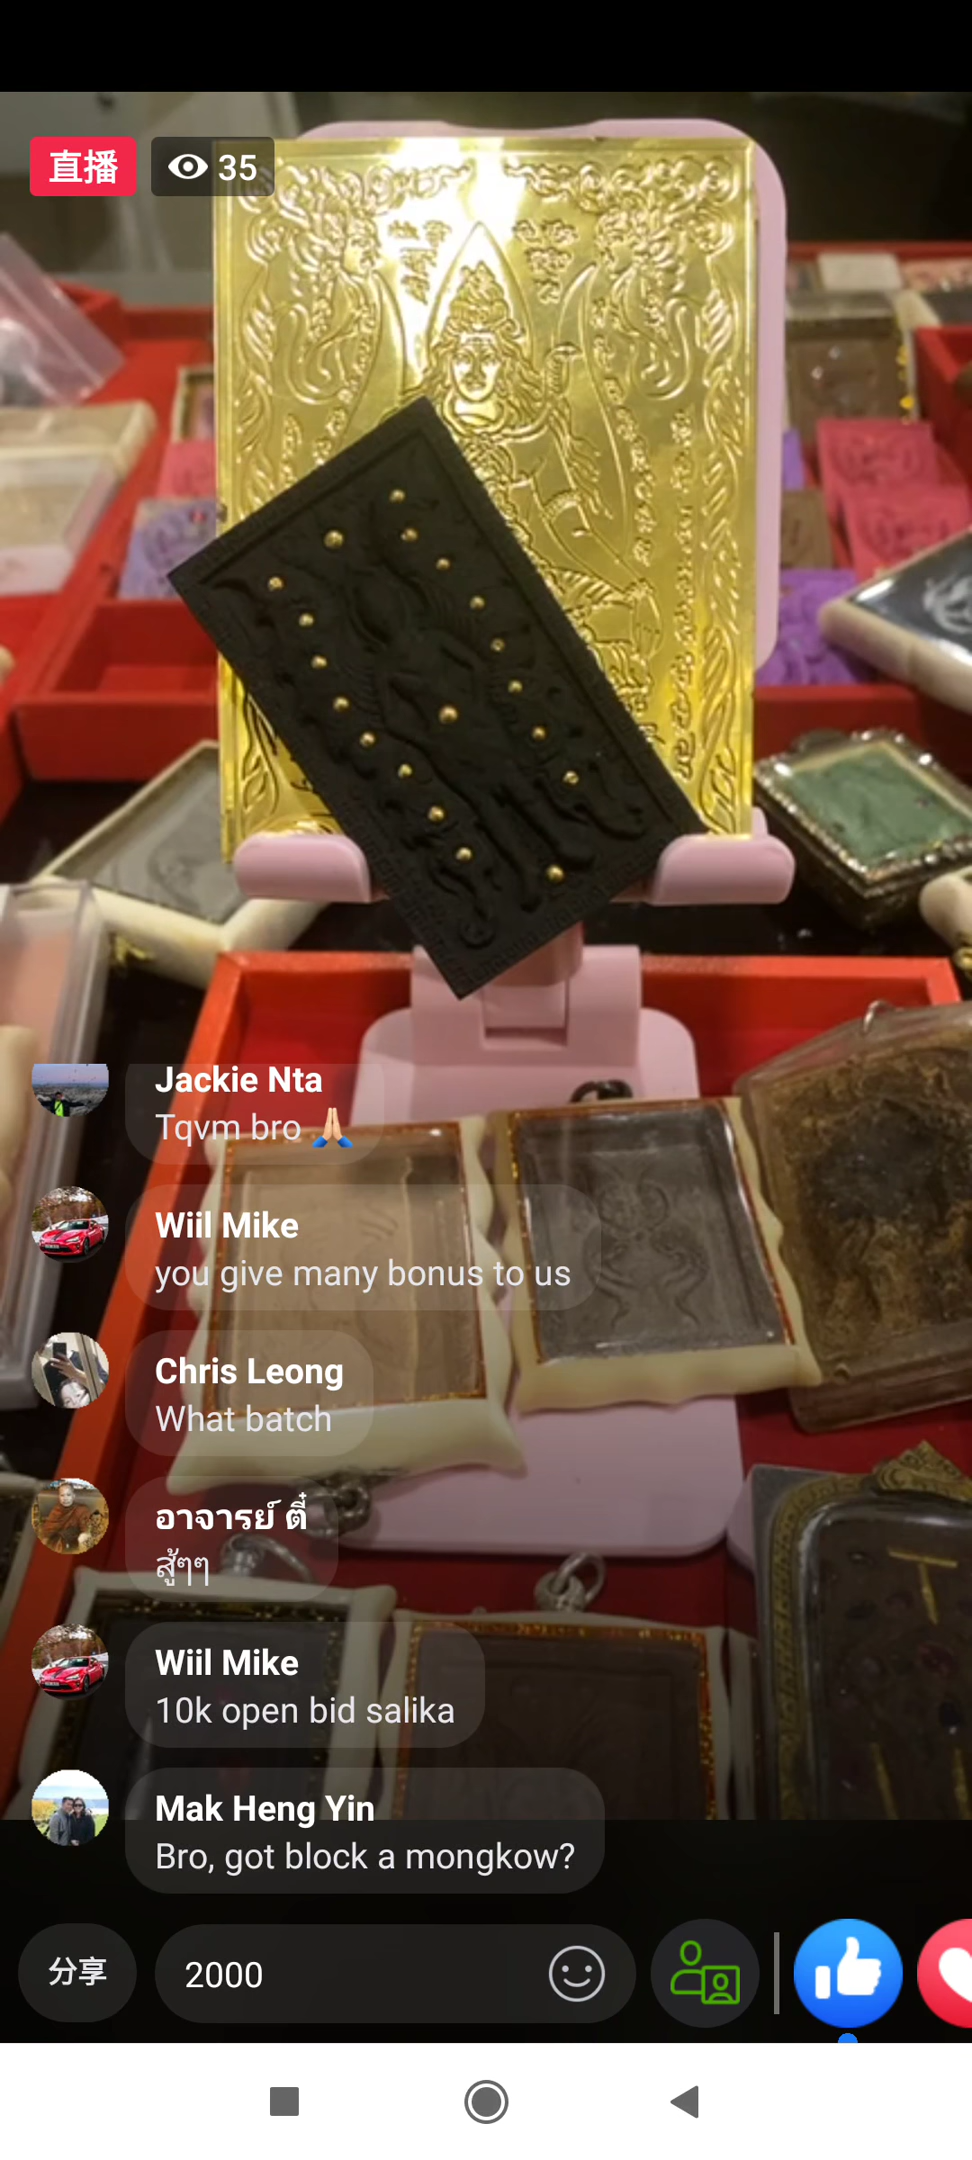 直播
35
Jackie Nta
Tqvm bro 🙏
Wiil Mike
you give many bonus to us
Chris Leong
What batch
อาจารย์ ตี๋
สู้ๆๆ
Wiil Mike
10k open bid salika
Mak Heng Yin
Bro, got block a mongkow?
分享
2000